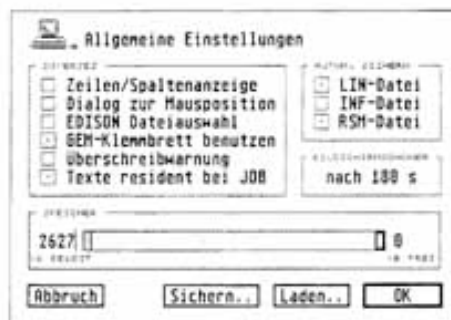 Allgemeine Einstellungen
Zeilen/Spaltenanzeige
Dialog zur Mausposition
EDISON Dateiauswahl
GEM-Klemmbrett benutzen
Überschreibwarnung
Texte resident bei JOB
LIN-Datei
INF-Datei
RSM-Datei
nach 180 s
SPEICHER
2627 0
Abbruch Sichern.. Laden.. OK